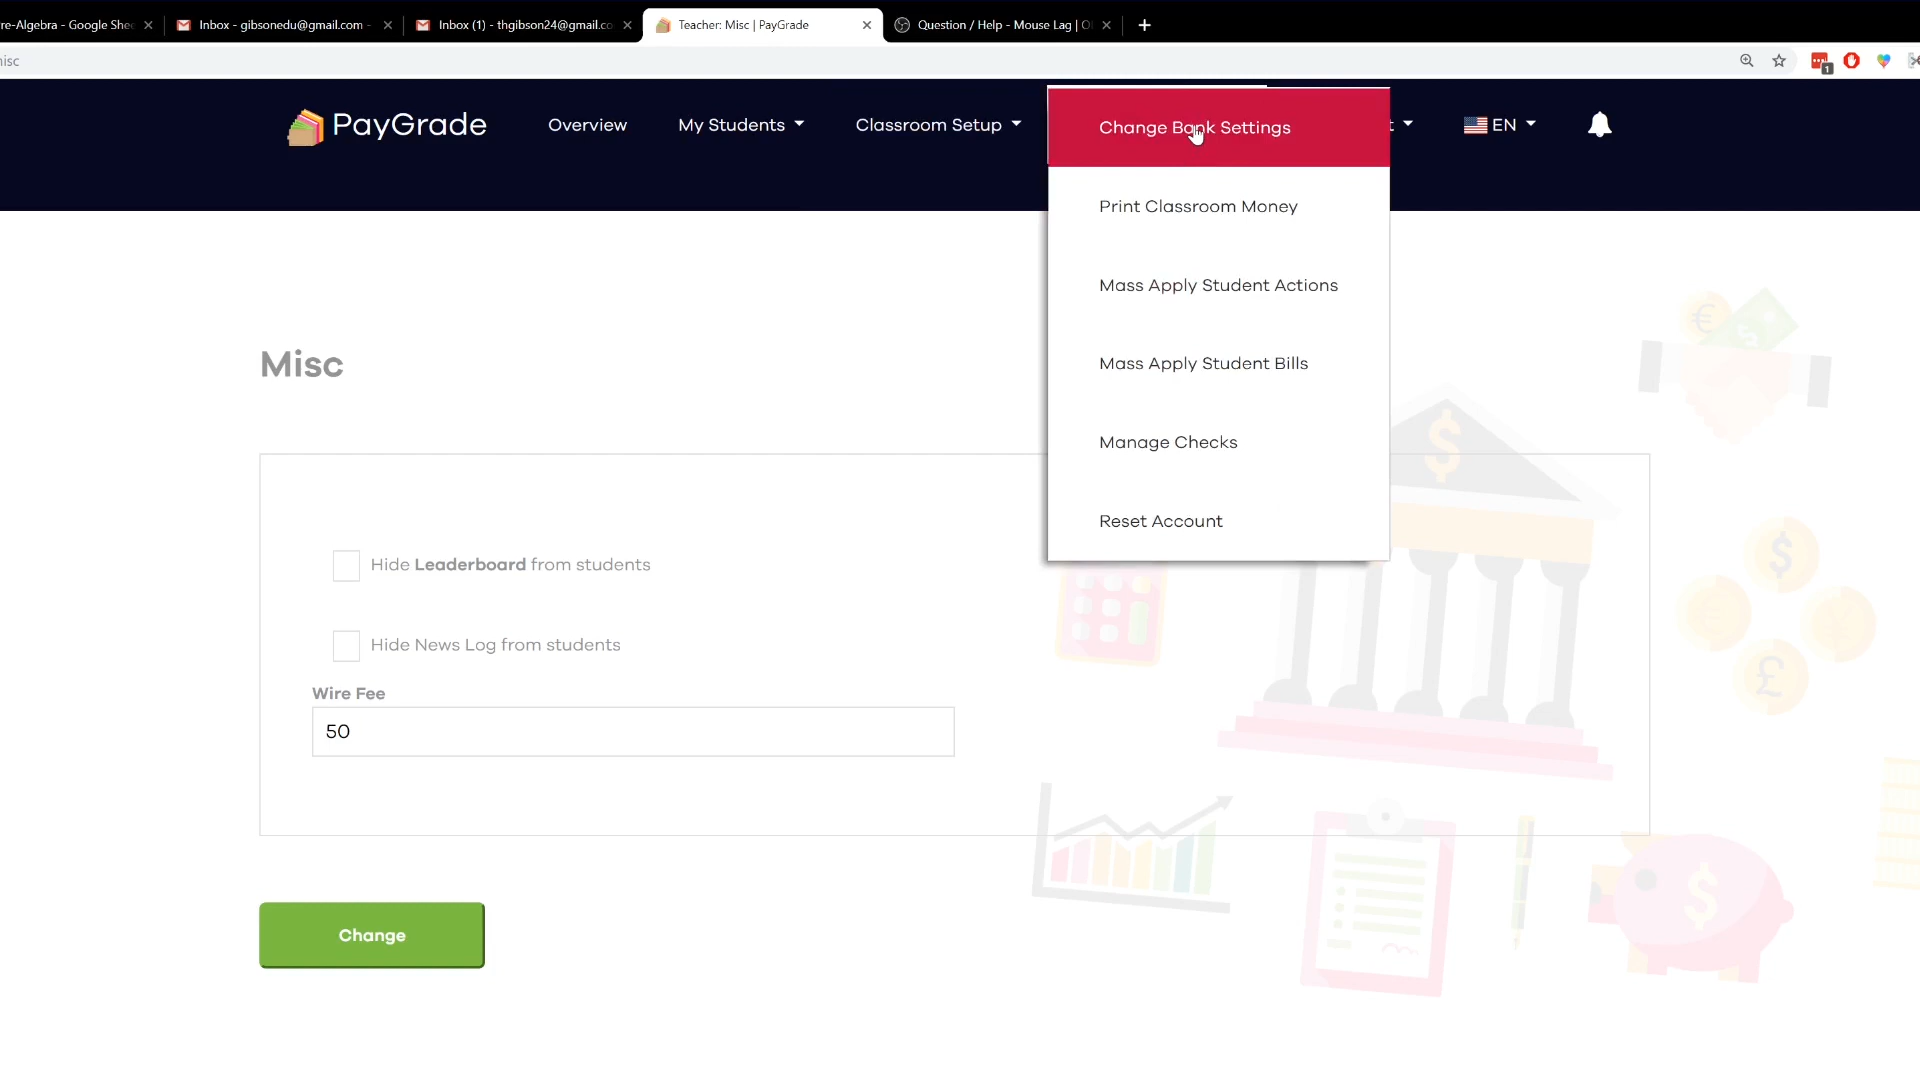 re-Algebra - Google Shee
Inbox - gibsonedu@gmail.com -
Inbox (1) - thgibson24@gmail.co
Teacher: Misc | PayGrade
Question / Help - Mouse Lag | O
isc
1
PayGrade
Overview
My Students
Classroom Setup
t
EN
Change Bank Settings
Print Classroom Money
Mass Apply Student Actions
Mass Apply Student Bills
Manage Checks
Reset Account
Misc
Hide Leaderboard from students
Hide News Log from students
Wire Fee
50
Change